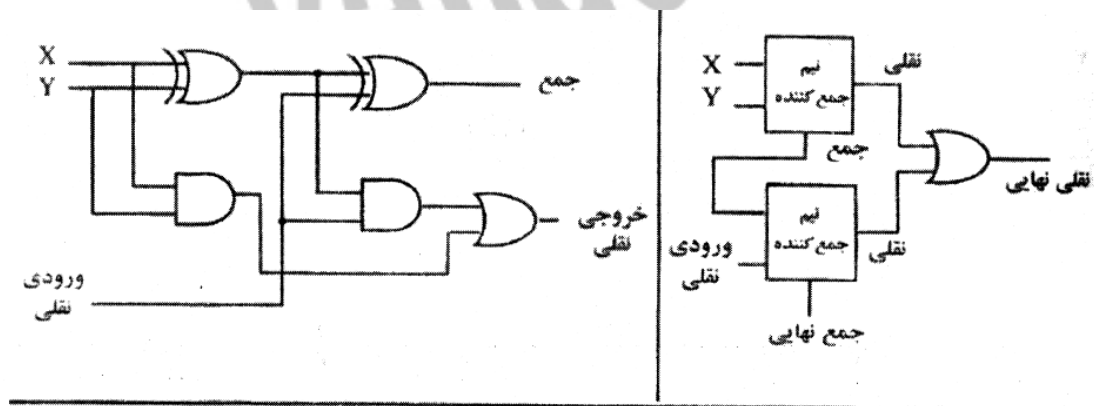 X
Y
جمع
خروجی
نقلی
ورودی
نقلی
X
Y
نیم
جمع کننده
نقلی
جمع
نیم
جمع کننده
نقلی
ورودی
نقلی
نقلی نهایی
جمع نهایی